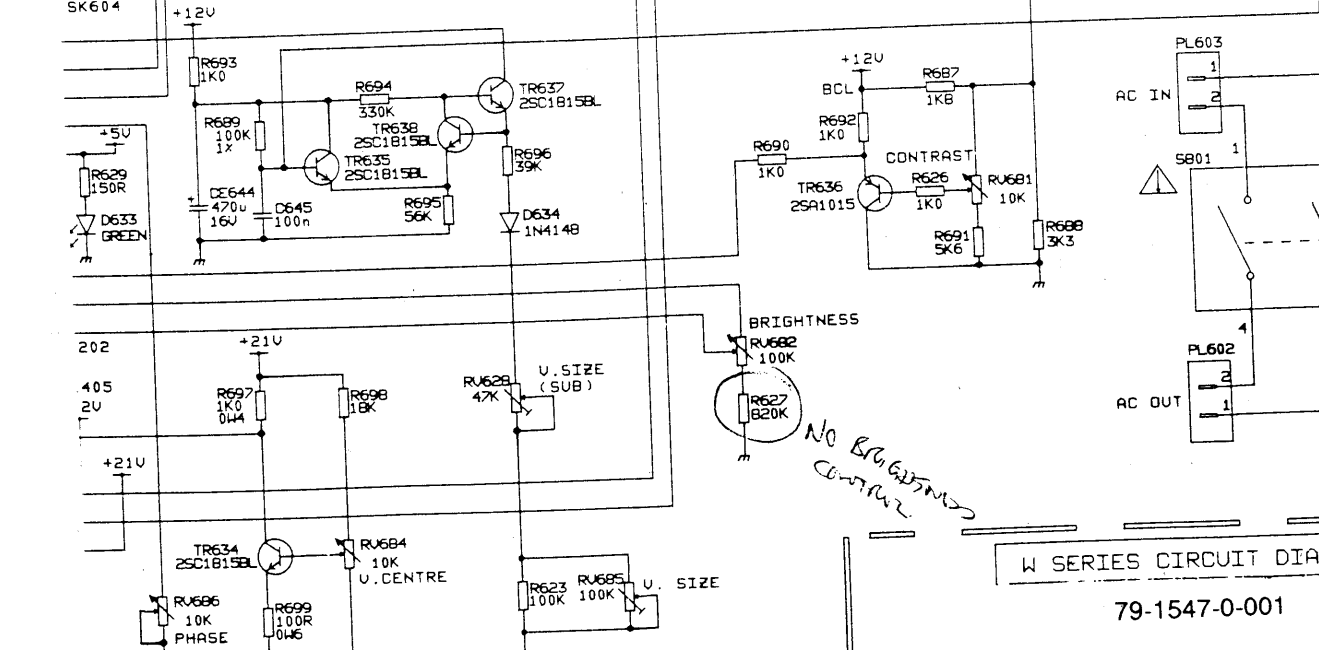 SK604
+12V
R693
1K0
R694
330K
TR637
2SC1815BL
R689
100K
1%
TR638
2SC1815BL
TR635
2SC1815BL
R696
39K
+5V
R629
150R
D633
GREEN
CE644
470u
16V
C645
100n
R695
56K
D634
1N4148
+12V
BCL
R687
1K8
R692
1K0
R690
1K0
CONTRAST
TR636
2SA1015
R626
1K0
RV681
10K
R691
5K6
R688
3K3
PL603
1
2
AC IN
SB01
1
4
PL602
2
1
AC OUT
BRIGHTNESS
RV682
100K
R627
820K
NO BRIGHTNESS
CONTROL
202
405
2V
+21V
R697
1K0
0W4
R698
18K
RV628
47K
V.SIZE
(SUB)
+21V
TR634
2SC1815BL
RV684
10K
V.CENTRE
RV686
10K
PHASE
R699
100R
0W6
R623
100K
RV685
100K
V. SIZE
W SERIES CIRCUIT DIA
79-1547-0-001